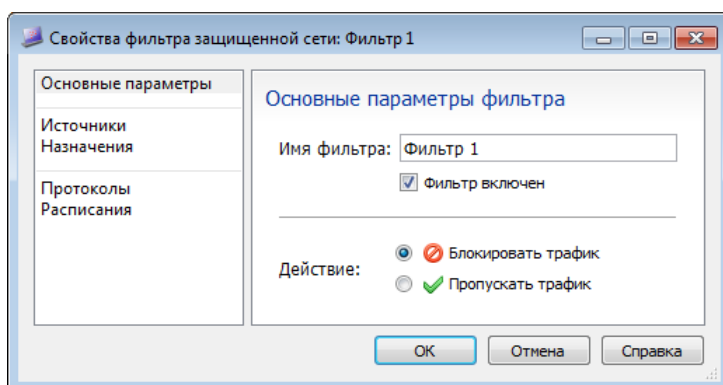 Свойства фильтра защищенной сети: Фильтр 1
Основные параметры
Источники
Назначения
Протоколы
Расписания
Основные параметры фильтра
Имя фильтра: Фильтр 1
Фильтр включен
Действие:
Блокировать трафик
Пропускать трафик
ОК
Отмена
Справка